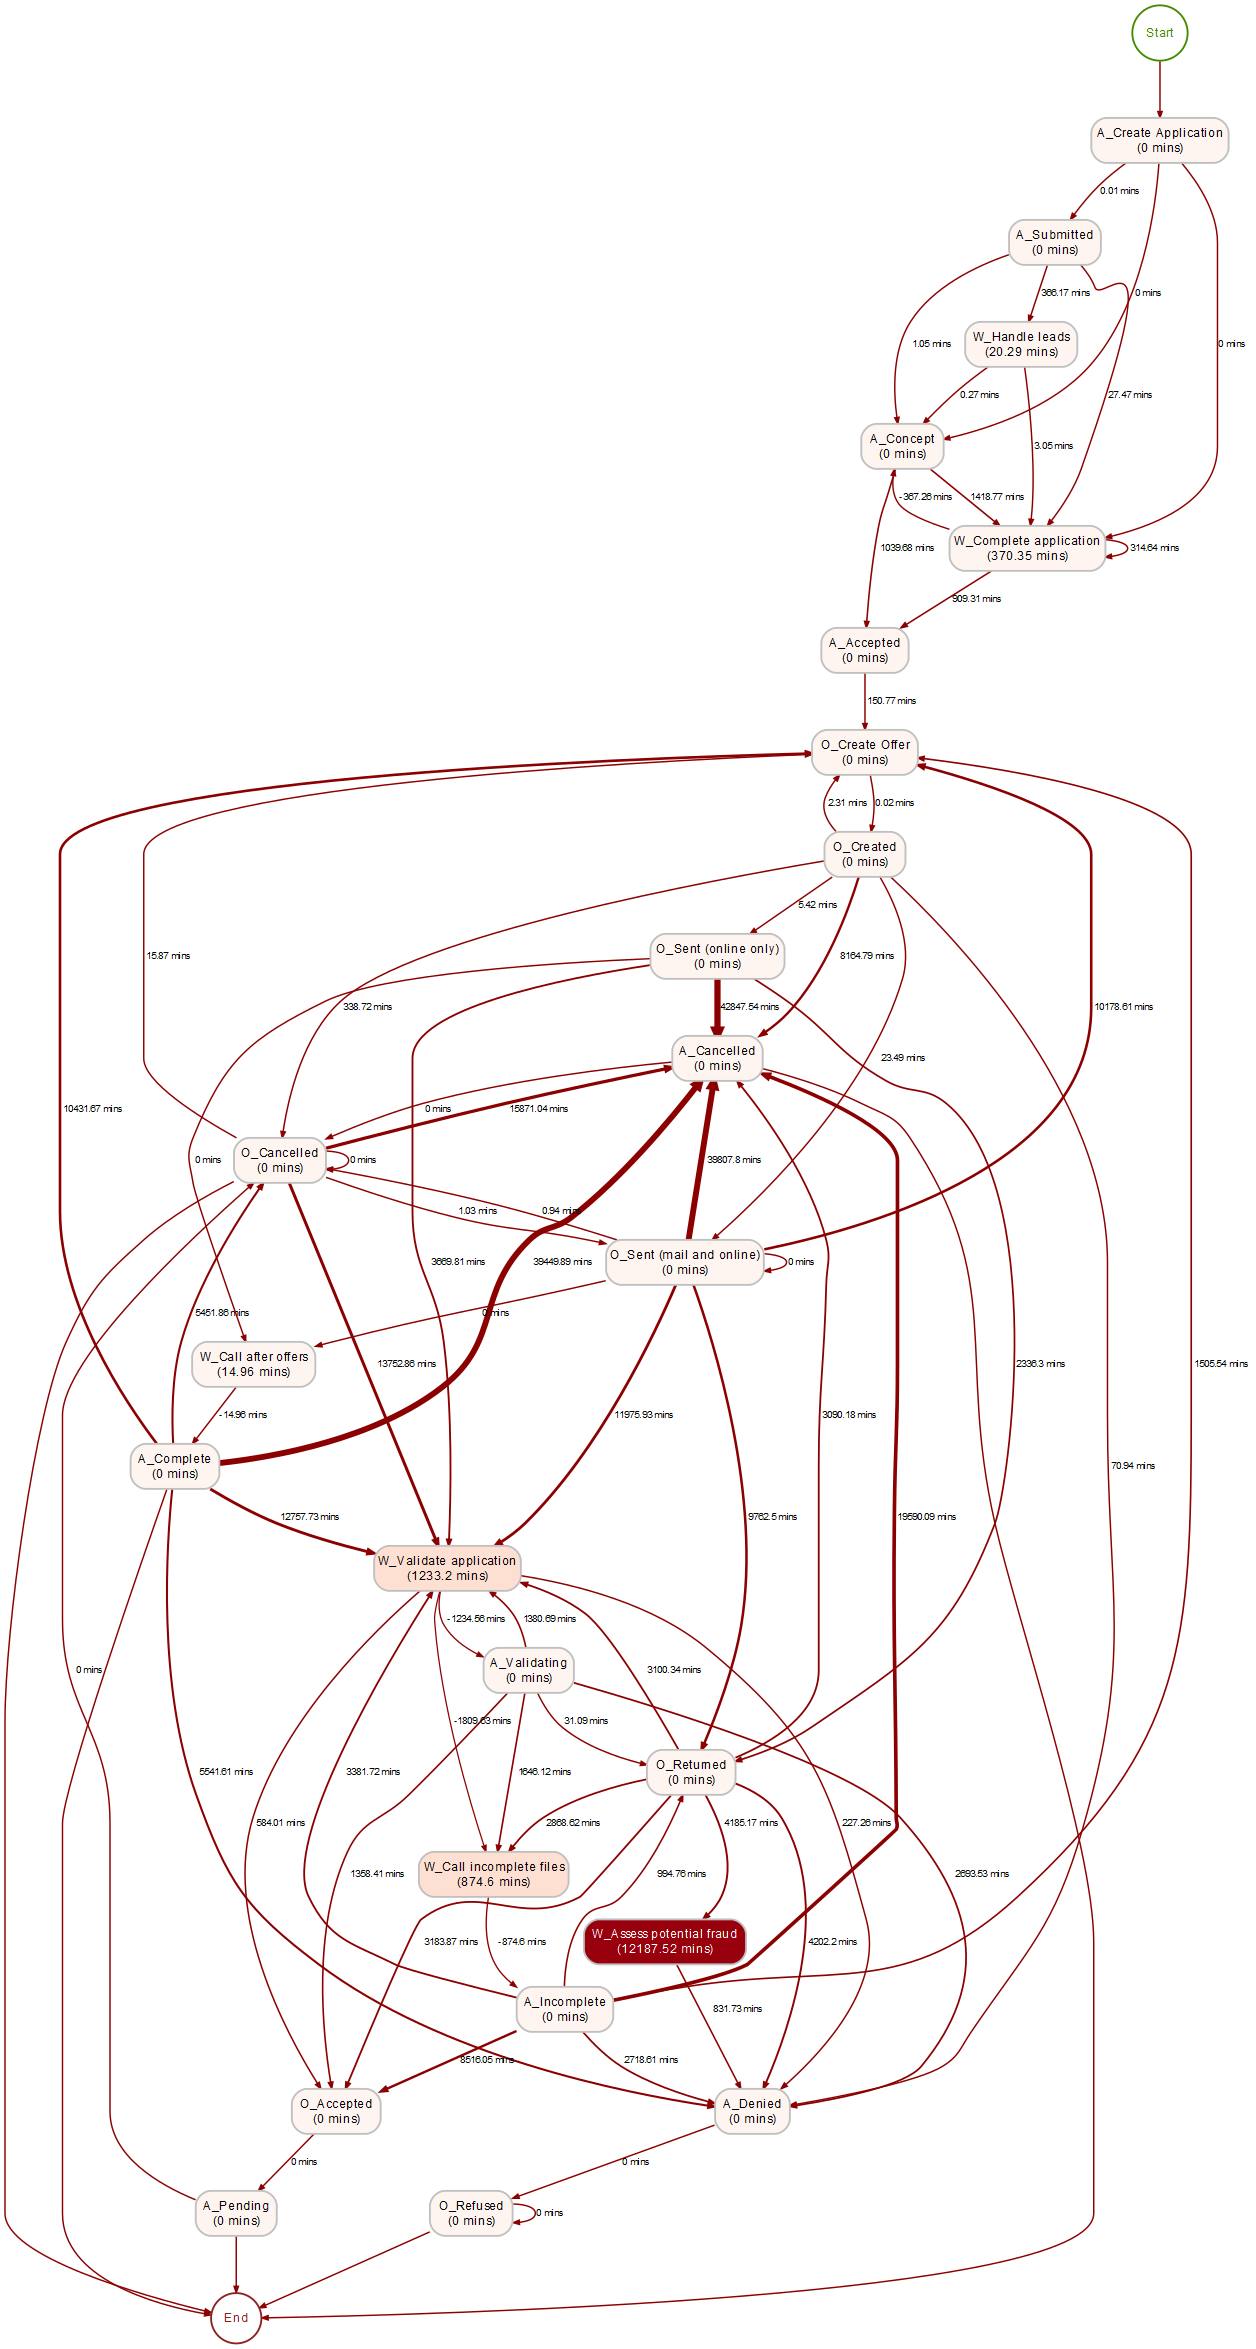 Start
A_Create Application
(0 mins)
0.01 mins
A_Submitted
(0 mins)
366.17 mins
0 mins
W_Handle leads
(20.29 mins)
1.05 mins
0 mins
0.27 mins
27.47 mins
A_Concept
(0 mins)
3.05 mins
-367.26 mins
1418.77 mins
W_Complete application
(370.35 mins)
1039.68 mins
314.64 mins
909.31 mins
A_Accepted
(0 mins)
150.77 mins
O_Create Offer
(0 mins)
2.31 mins
0.02 mins
O_Created
(0 mins)
5.42 mins
O_Sent (online only)
(0 mins)
15.87 mins
8164.79 mins
338.72 mins
42847.54 mins
10178.61 mins
A_Cancelled
(0 mins)
23.49 mins
10431.67 mins
0 mins
15871.04 mins
O_Cancelled
(0 mins)
0 mins
0 mins
39807.8 mins
1.03 mins
0.94 mins
O_Sent (mail and online)
(0 mins)
3669.81 mins
39449.89 mins
0 mins
5451.86 mins
0 mins
W_Call after offers
(14.96 mins)
13752.86 mins
2336.3 mins
1505.54 mins
-14.96 mins
11975.93 mins
3090.18 mins
A_Complete
(0 mins)
70.94 mins
12757.73 mins
9762.5 mins
19590.09 mins
W_Validate application
(1233.2 mins)
-1234.56 mins
1380.69 mins
A_Validating
(0 mins)
0 mins
3100.34 mins
-1809.63 mins
31.09 mins
O_Returned
(0 mins)
5541.61 mins
3381.72 mins
1646.12 mins
584.01 mins
2868.62 mins
4185.17 mins
227.26 mins
W_Call incomplete files
(874.6 mins)
1358.41 mins
994.76 mins
2693.53 mins
W_Assess potential fraud
(12187.52 mins)
3183.87 mins
-874.6 mins
4202.2 mins
A_Incomplete
(0 mins)
831.73 mins
8516.05 mins
2718.61 mins
O_Accepted
(0 mins)
A_Denied
(0 mins)
0 mins
0 mins
A_Pending
(0 mins)
O_Refused
(0 mins)
0 mins
End